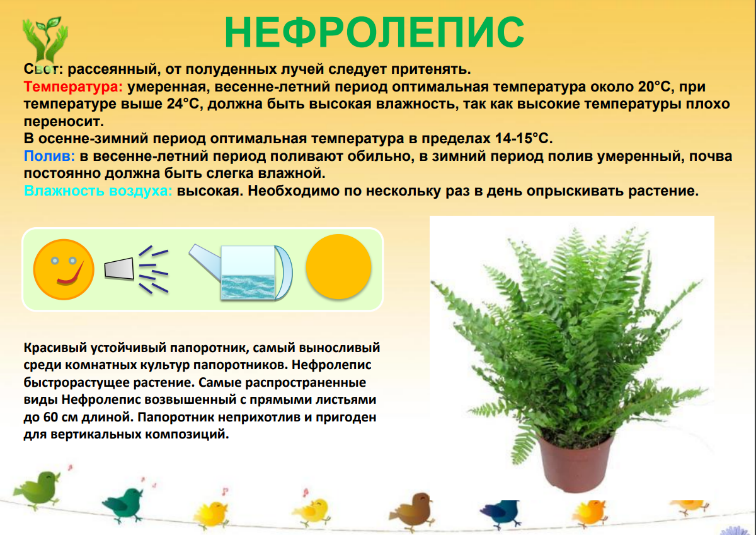 НЕФРОЛЕПИС
Свет: рассеянный, от полуденных лучей следует притенять.
Температура: умеренная, весенне-летний период оптимальная температура около 20°С, при
температуре выше 24°С, должна быть высокая влажность, так как высокие температуры плохо
переносит.
В осенне-зимний период оптимальная температура в пределах 14-15°С.
Полив: в весенне-летний период поливают обильно, в зимний период полив умеренный, почва
постоянно должна быть слегка влажной.
Влажность воздуха: высокая. Необходимо по нескольку раз в день опрыскивать растение.
Красивый устойчивый папоротник, самый выносливый
среди комнатных культур папоротников. Нефролепис
быстрорастущее растение. Самые распространенные
виды Нефролепис возвышенный с прямыми листьями
до 60 см длиной. Папоротник неприхотлив и пригоден
для вертикальных композиций.